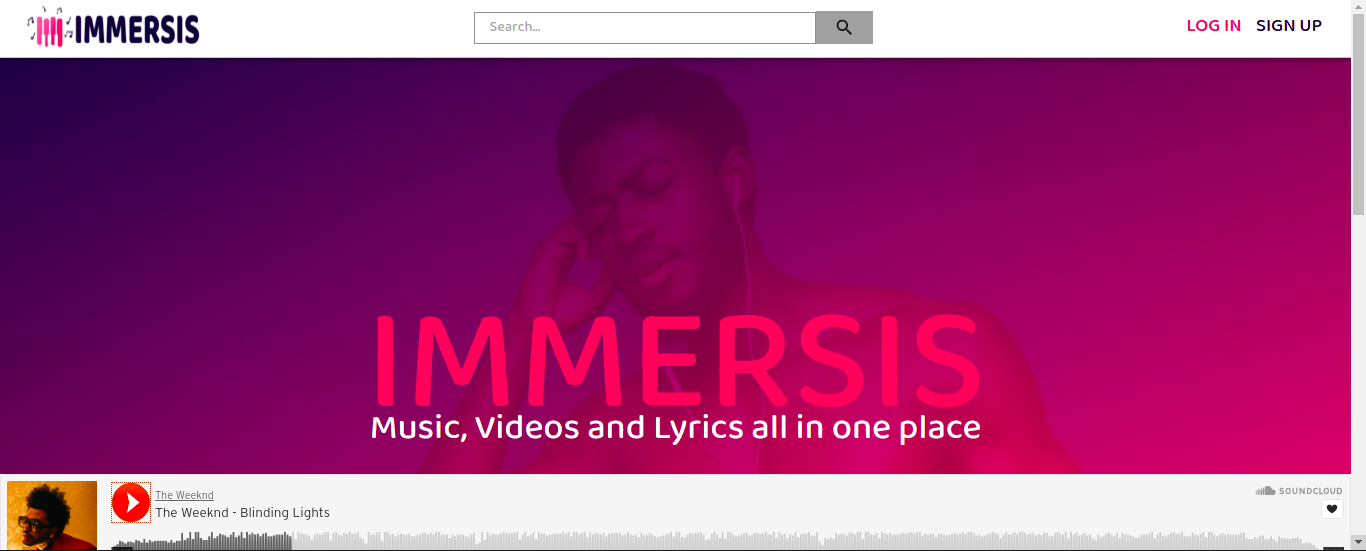 IMMERSIS
Search...
LOG IN
SIGN UP
IMMERSIS
Music, Videos and Lyrics all in one place
The Weeknd
SOUNDCLOUD
The Weeknd - Blinding Lights